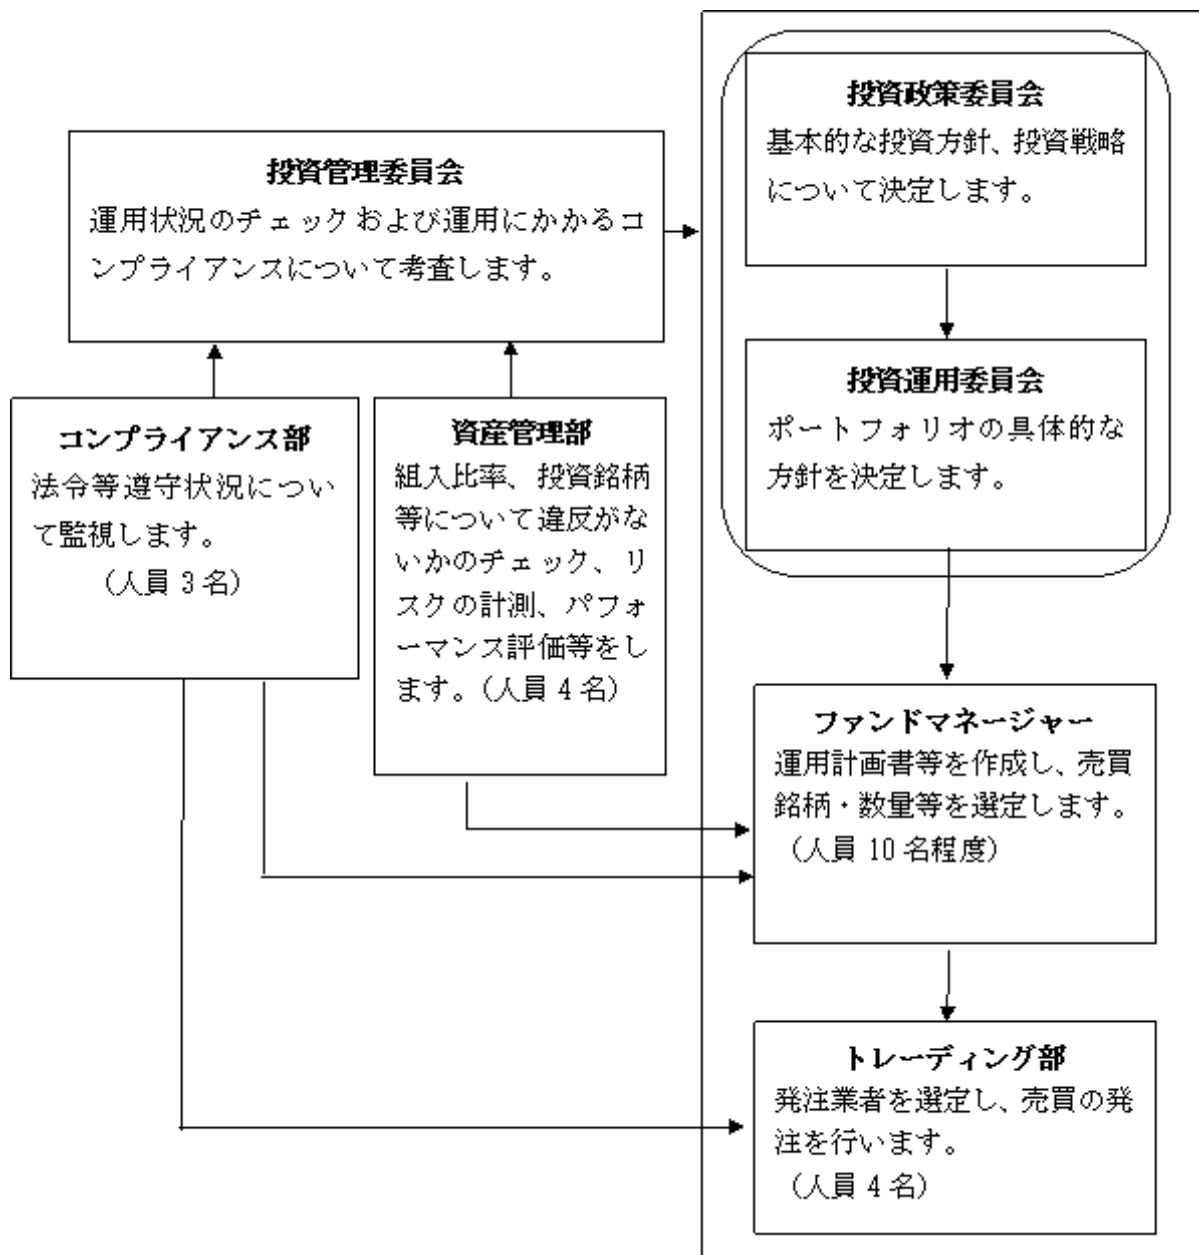 投資政策委員会
基本的な投資方針、投資戦略
について決定します。
投資管理委員会
運用状況のチェックおよび運用にかかるコ
ンプライアンスについて考査します。
投資運用委員会
ポートフォリオの具体的な
方針を決定します。
コンプライアンス部
法令等遵守状況につい
て監視します。
（人員 3 名）
資産管理部
組入比率、投資銘柄
等について違反がな
いかのチェック、リ
スクの計測、パフォ
ーマンス評価等をし
ます。（人員 4 名）
ファンドマネージャー
運用計画書等を作成し、売買
銘柄・数量等を選定します。
（人員 10 名程度）
トレーディング部
発注業者を選定し、売買の発
注を行います。
（人員 4 名）